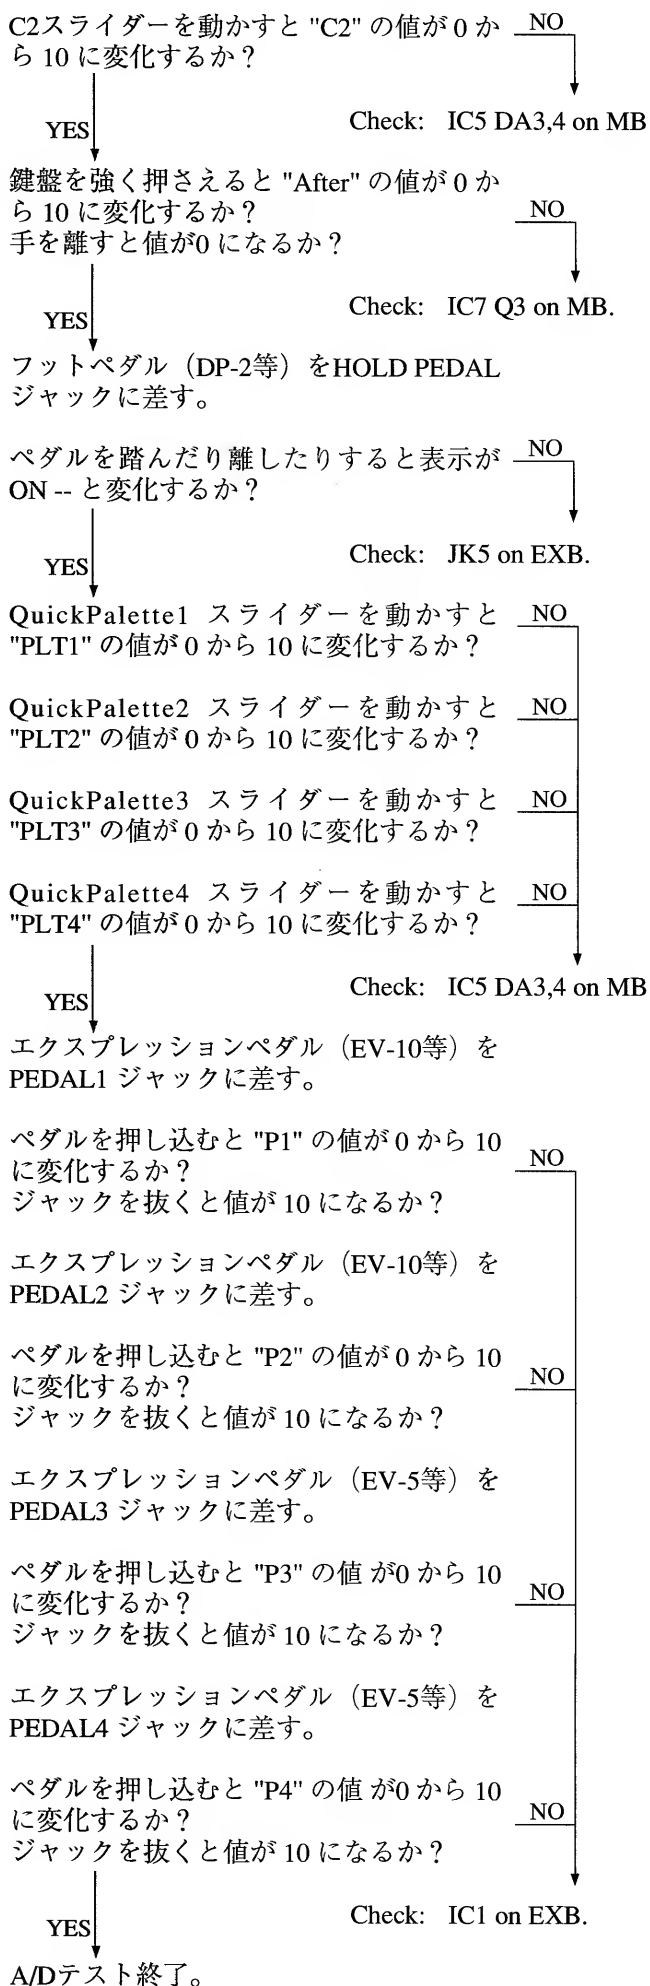 C2スライダーを動かすと "C2" の値が 0 か
ら 10 に変化するか？
NO
YES
Check: IC5 DA3,4 on MB
鍵盤を強く押さえると "After" の値が 0 か
ら 10 に変化するか？
手を離すと値が0 になるか？
NO
YES
Check: IC7 Q3 on MB.
フットペダル（DP-2等）をHOLD PEDAL
ジャックに差す。
ペダルを踏んだり離したりすると表示が
ON -- と変化するか？
NO
YES
Check: JK5 on EXB.
QuickPalette1 スライダーを動かすと
"PLT1" の値が 0 から 10 に変化するか？
NO
QuickPalette2 スライダーを動かすと
"PLT2" の値が 0 から 10 に変化するか？
NO
QuickPalette3 スライダーを動かすと
"PLT3" の値が 0 から 10 に変化するか？
NO
QuickPalette4 スライダーを動かすと
"PLT4" の値が 0 から 10 に変化するか？
NO
YES
Check: IC5 DA3,4 on MB
エクスプレッションペダル（EV-10等）を
PEDAL1 ジャックに差す。
ペダルを押し込むと "P1" の値が 0 から 10
に変化するか？
ジャックを抜くと値が 10 になるか？
NO
エクスプレッションペダル（EV-10等）を
PEDAL2 ジャックに差す。
ペダルを押し込むと "P2" の値が 0 から 10
に変化するか？
ジャックを抜くと値が 10 になるか？
NO
エクスプレッションペダル（EV-5等）を
PEDAL3 ジャックに差す。
ペダルを押し込むと "P3" の値 が0 から 10
に変化するか？
ジャックを抜くと値が 10 になるか？
NO
エクスプレッションペダル（EV-5等）を
PEDAL4 ジャックに差す。
ペダルを押し込むと "P4" の値 が0 から 10
に変化するか？
ジャックを抜くと値が 10 になるか？
NO
YES
Check: IC1 on EXB.
A/Dテスト終了。